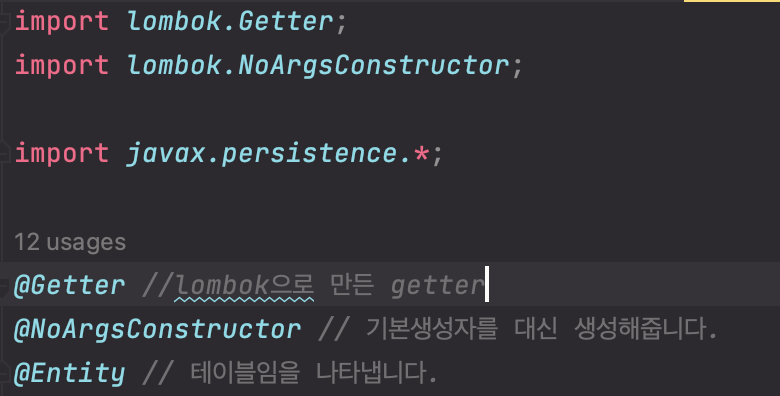 import lombok.Getter;
import lombok.NoArgsConstructor;
import javax.persistence.*;
12 usages
@Getter //lombok으로 만든 getter
@NoArgsConstructor // 기본생성자를 대신 생성해줍니다.
@Entity // 테이블임을 나타냅니다.